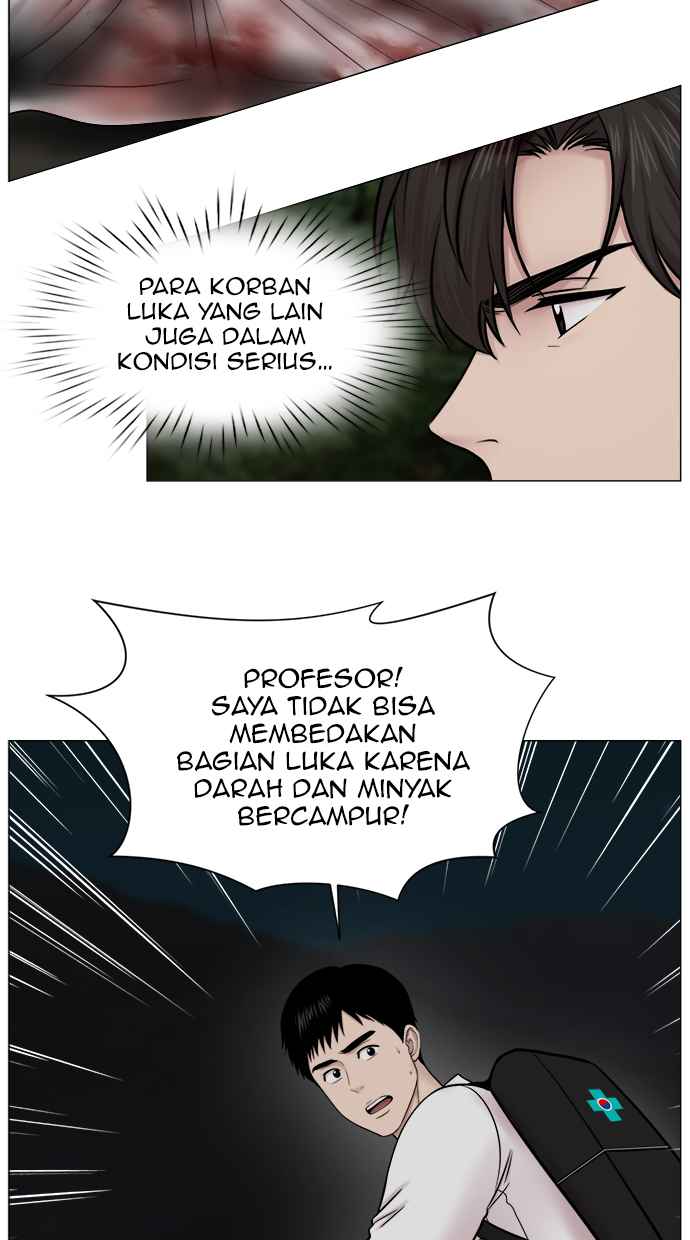 PARA KORBAN
LUKA YANG LAIN
JUGA DALAM
KONDISI SERIUS...
PROFESOR!
SAYA TIDAK BISA
MEMBEDAKAN
BAGIAN LUKA KARENA
DARAH DAN MINYAK
BERCAMPUR!